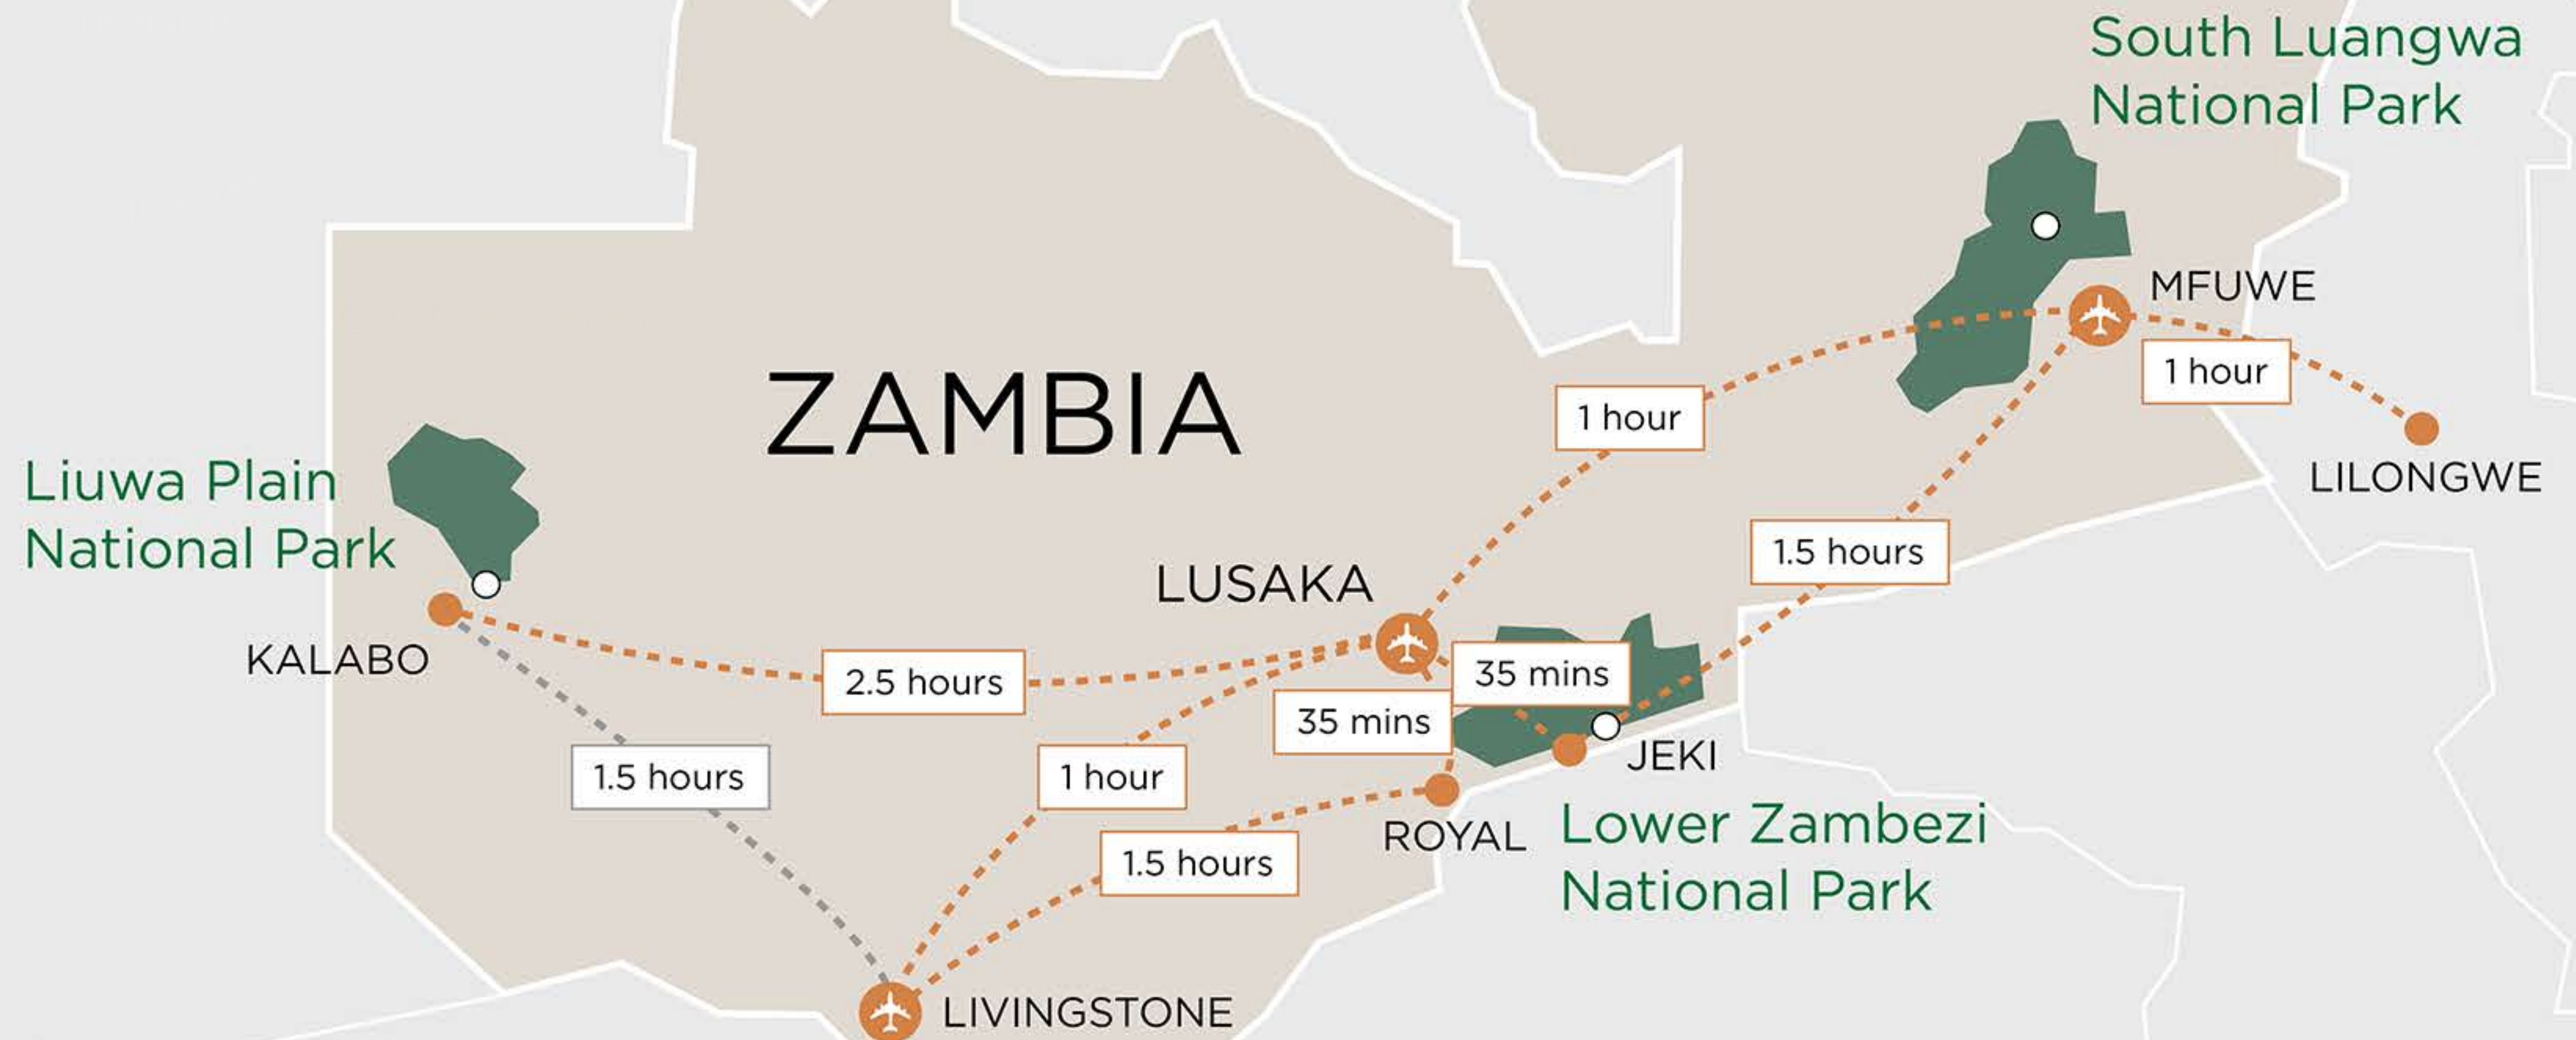 South Luangwa
National Park
MFUWE
1 hour
LILONGWE
1 hour
ZAMBIA
Liuwa Plain
National Park
1.5 hours
LUSAKA
KALABO
2.5 hours
35 mins
35 mins
JEKI
1.5 hours
1 hour
ROYAL
Lower Zambezi
National Park
1.5 hours
LIVINGSTONE